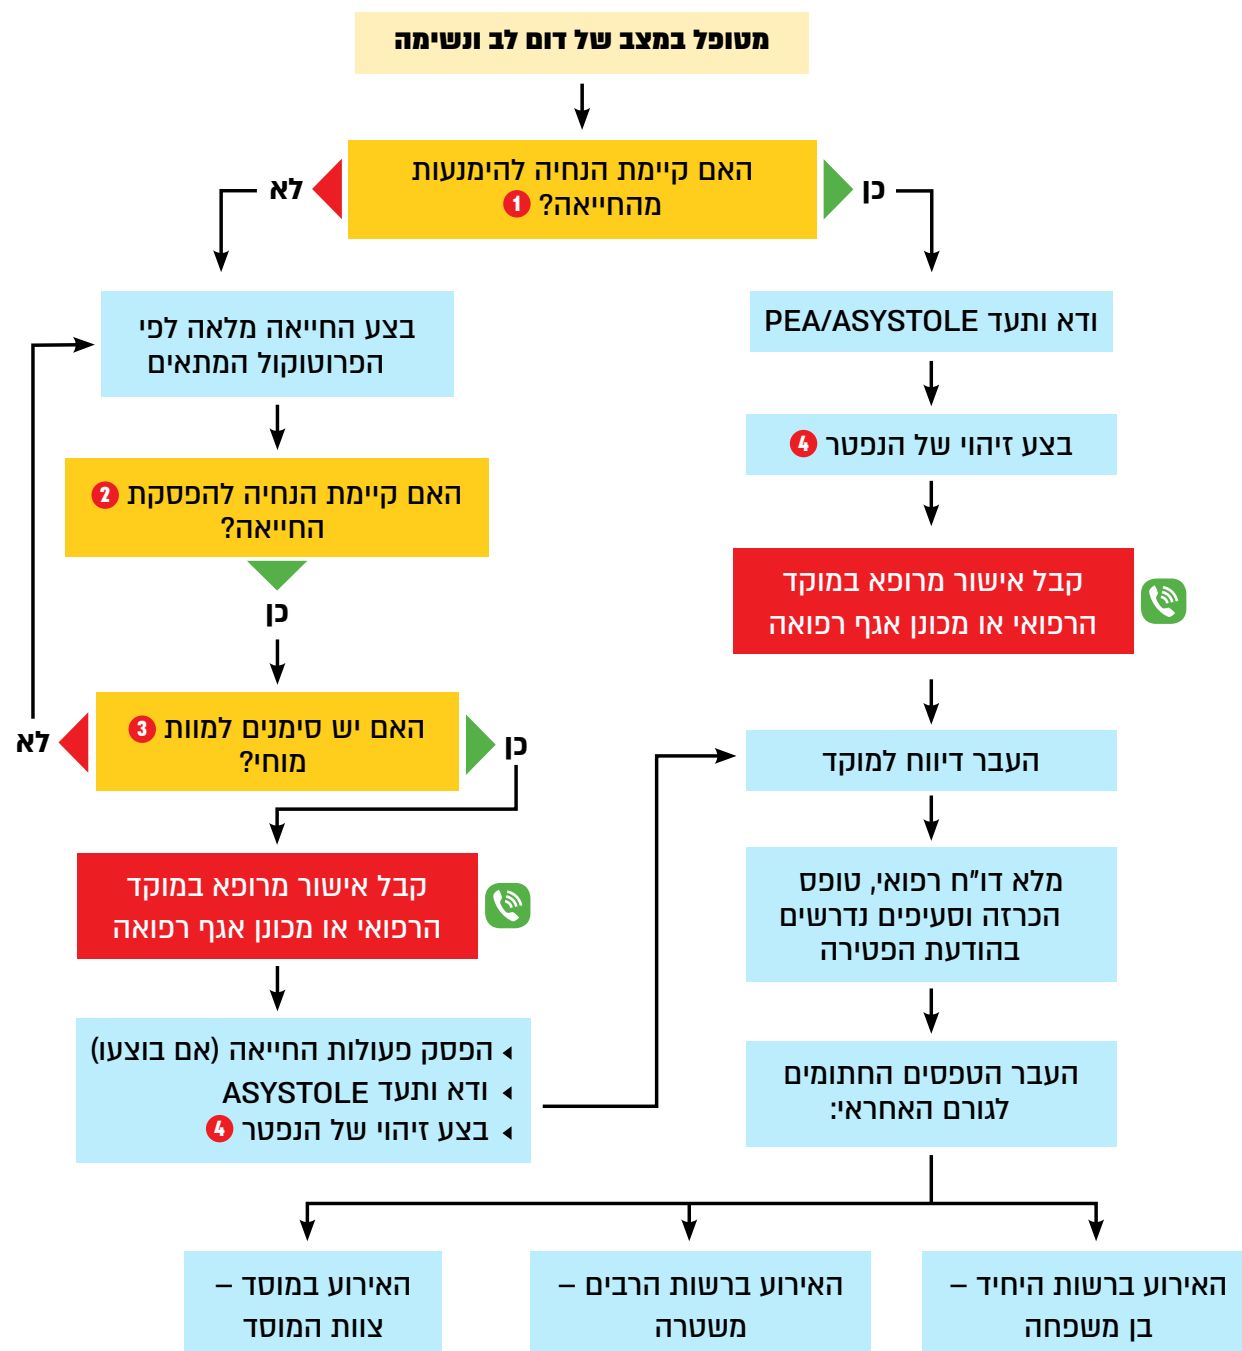 מטופל במצב של דום לב ונשימה
האם קיימת הנחיה להימנעות
מהחייאה? 1
כן
לא
ודא ותעד PEA/ASYSTOLE
בצע זיהוי של הנפטר 4
קבל אישור מרופא במוקד
הרפואי או מכונן אגף רפואה
בצע החייאה מלאה לפי
הפרוטוקול המתאים
האם קיימת הנחיה להפסקת 2
החייאה?
כן
האם יש סימנים למוות 3
מוחי?
כן
לא
קבל אישור מרופא במוקד
הרפואי או מכונן אגף רפואה
הפסק פעולות החייאה (אם בוצעו)
ודא ותעד ASYSTOLE
בצע זיהוי של הנפטר 4
העבר דיווח למוקד
מלא דו"ח רפואי, טופס
הכרזה וסעיפים נדרשים
בהודעת הפטירה
העבר הטפסים החתומים
לגורם האחראי:
האירוע ברשות היחיד –
בן משפחה
האירוע ברשות הרבים –
משטרה
האירוע במוסד –
צוות המוסד